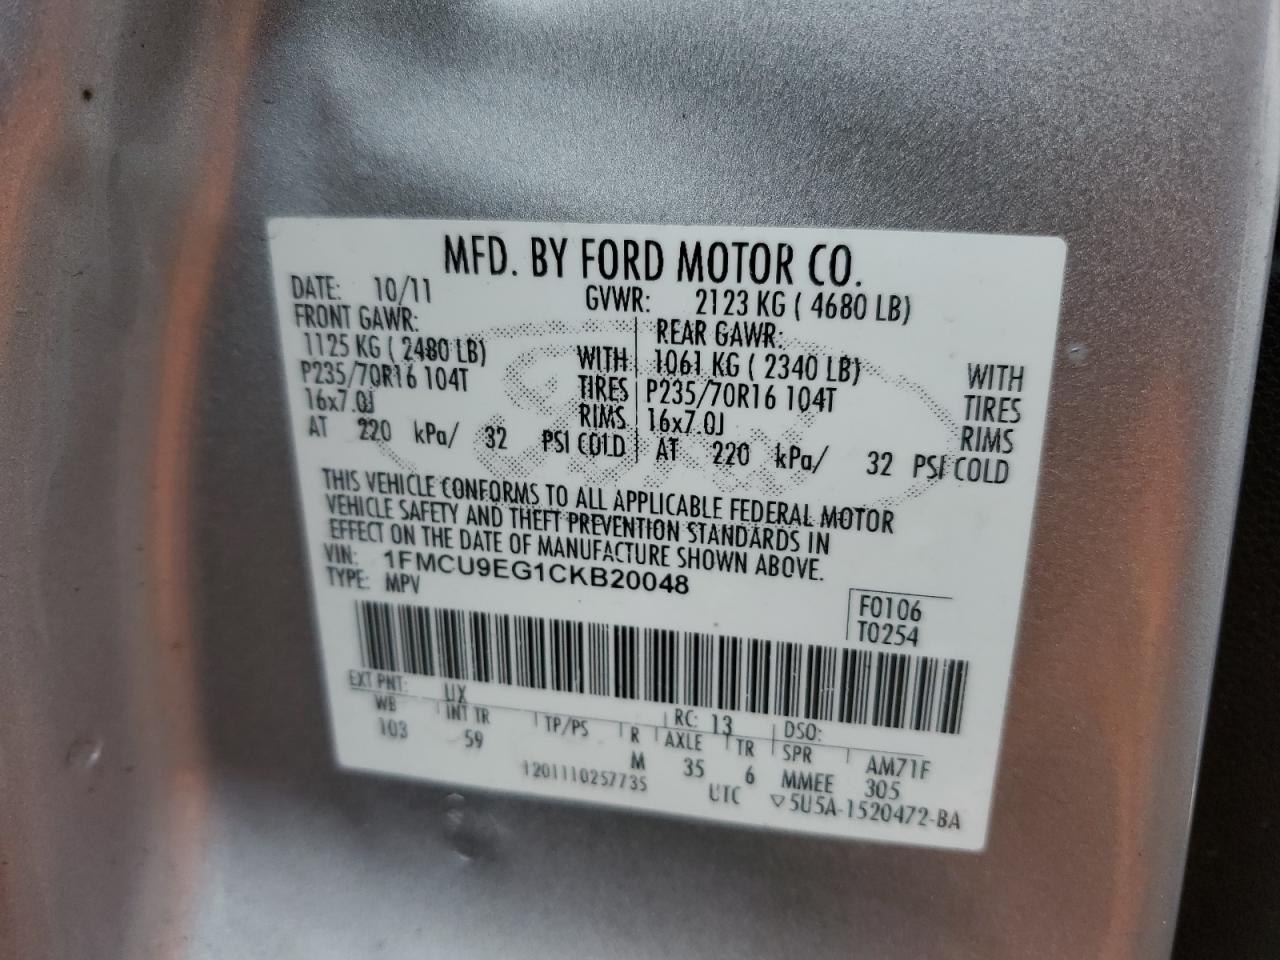 MFD. BY FORD MOTOR CO.
DATE: 10/11 GVWR: 2123 KG ( 4680 LB)
FRONT GAWR: REAR GAWR:
1125 KG ( 2480 LB) WITH 1061 KG ( 2340 LB) WITH
P235/70R16 104T TIRES P235/70R16 104T TIRES
16x7.0J RIMS 16x7.0J RIMS
AT 220 kPa/ 32 PSI COLD AT 220 kPa/ 32 PSI COLD
THIS VEHICLE CONFORMS TO ALL APPLICABLE FEDERAL MOTOR
VEHICLE SAFETY AND THEFT PREVENTION STANDARDS IN
EFFECT ON THE DATE OF MANUFACTURE SHOWN ABOVE.
VIN: 1FMCU9EG1CKB20048
TYPE: MPV
F0106
T0254
EXT PNT: UX RC: 13 DSO:
WB INT TR TP/PS R AXLE TR SPR AM71F
103 59 M 35 6 MMEE 305
1201110257735 UTC ▽5U5A-1520472-BA